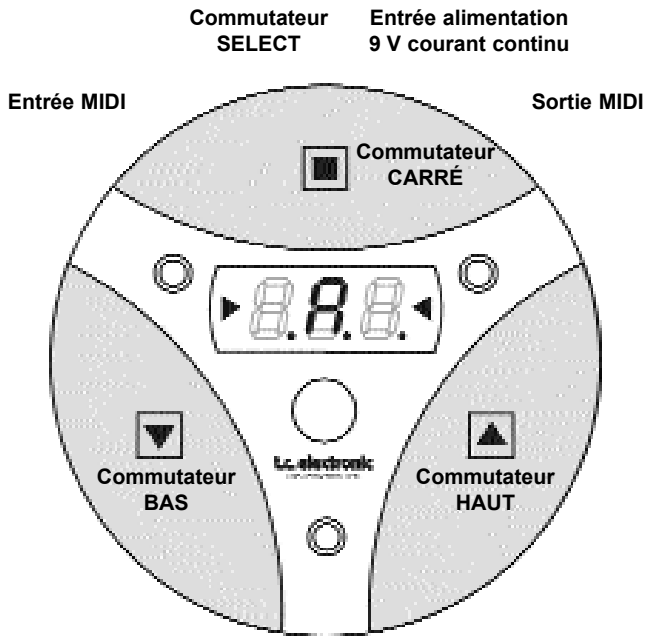 Commutateur
SELECT
Entrée alimentation
9 V courant continu
Entrée MIDI
Sortie MIDI
Commutateur
CARRÉ
A
t.c. electronic
Commutateur
BAS
Commutateur
HAUT